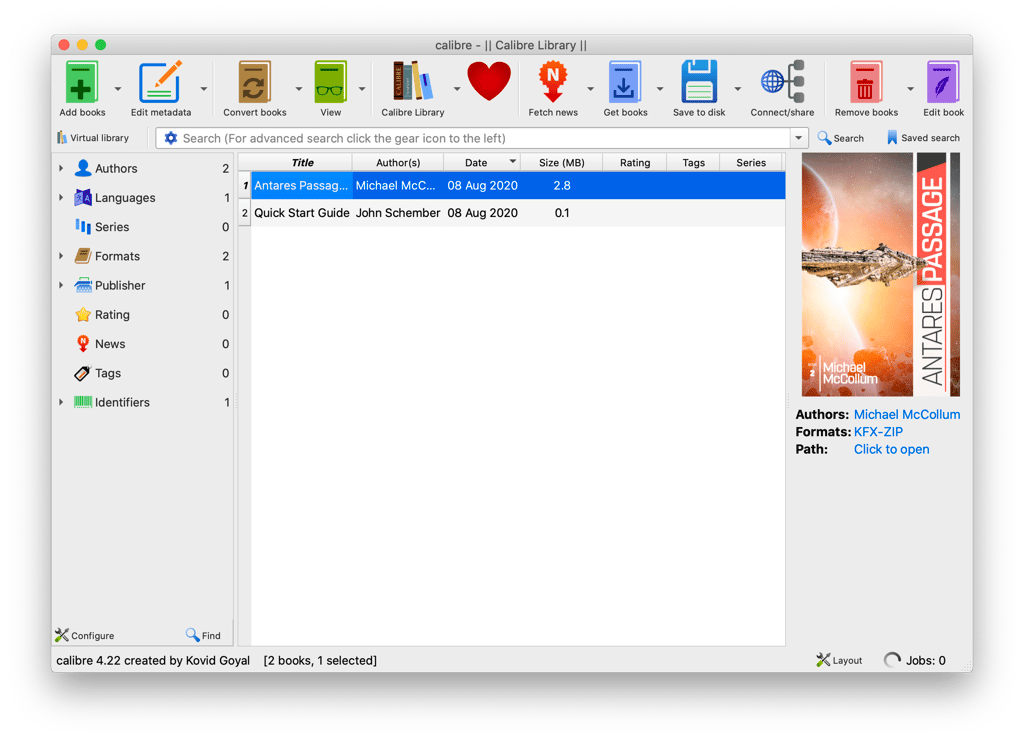 calibre - || Calibre Library ||
Add books
Edit metadata
Convert books
View
Calibre Library
Fetch news
Get books
Save to disk
Connect/share
Remove books
Edit book
Virtual library
Search (For advanced search click the gear icon to the left)
Search
Saved search
Authors 2
Languages 1
Series 0
Formats 2
Publisher 1
Rating 0
News 0
Tags 0
Identifiers 1
Configure
Find
Title Author(s) Date Size (MB) Rating Tags Series
1 Antares Passag... Michael McC... 08 Aug 2020 2.8
2 Quick Start Guide John Schember 08 Aug 2020 0.1
ANTARES PASSAGE
2
Michael
McCollum
Authors: Michael McCollum
Formats: KFX-ZIP
Path: Click to open
calibre 4.22 created by Kovid Goyal [2 books, 1 selected]
Layout
Jobs: 0